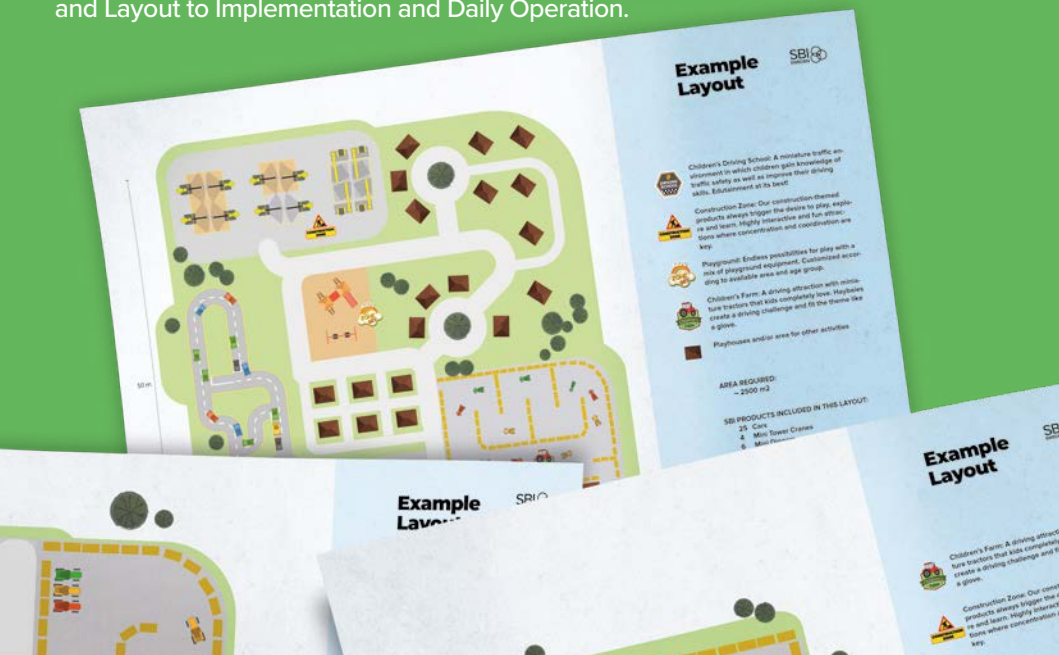 and Layout to Implementation and Daily Operation.
Example
Layout
SBI
Children's Driving School: A miniature traffic en-
vironment in which children gain knowledge of
traffic safety as well as improve their driving
skills. Edutainment at its best!
Construction Zone: Our construction-themed
products always trigger the desire to play, explo-
re and learn. Highly interactive and fun attrac-
tions where concentration and coordination are
key.
Playground: Endless possibilities for play with a
mix of playground equipment. Customized accor-
ding to available area and age group.
Children's Farm: A driving attraction with minia-
ture tractors that kids completely love. Haybales
create a driving challenge and fit the theme like
a glove.
Playhouses and/or area for other activities
AREA REQUIRED:
~ 2500 m2
SBI PRODUCTS INCLUDED IN THIS LAYOUT:
25 Cars
4 Mini Tower Cranes
6 Mini
50 m
CONSTRUCTION
ZONE
Example
SBI
Example
Layout
Children's Farm: A driving
ture tractors that kids completely
create a driving challenge and
a glove.
Construction Zone: Our
products always trigger the
re and learn. Highly
tions where concentration
key.